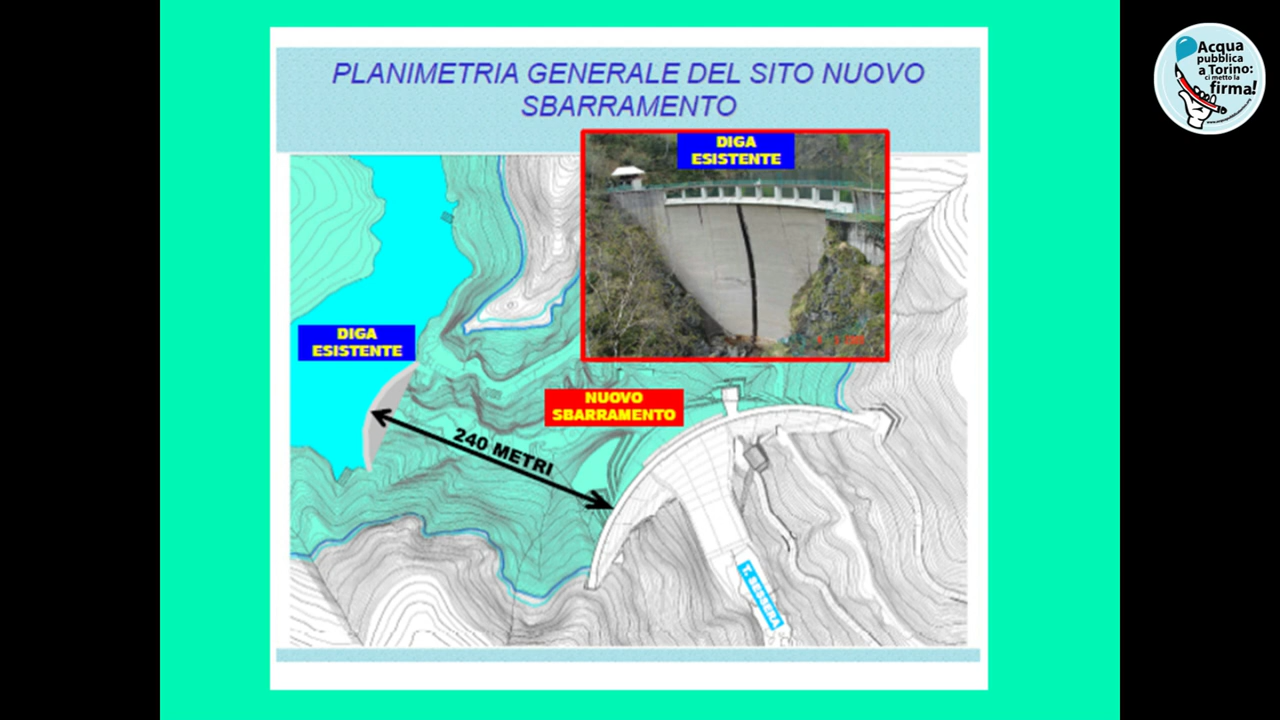 PLANIMETRIA GENERALE DEL SITO NUOVO
SBARRAMENTO
DIGA
ESISTENTE
DIGA
ESISTENTE
NUOVO
SBARRAMENTO
240 METRI
T. SESSERA
Acqua
pubblica
a Torino:
ci metto la
firma!